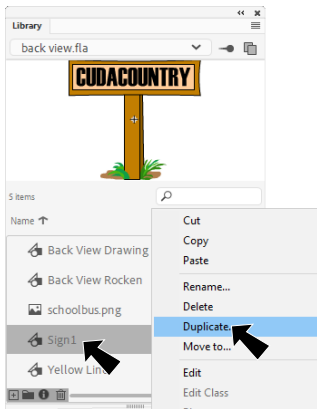 Library
back view.fla
CUDACOUNTRY
5 items
Name
Back View Drawing
Back View Rocken
schoolbus.png
Sign1
Yellow Lin
Cut
Copy
Paste
Rename...
Delete
Duplicate...
Move to...
Edit
Edit Class